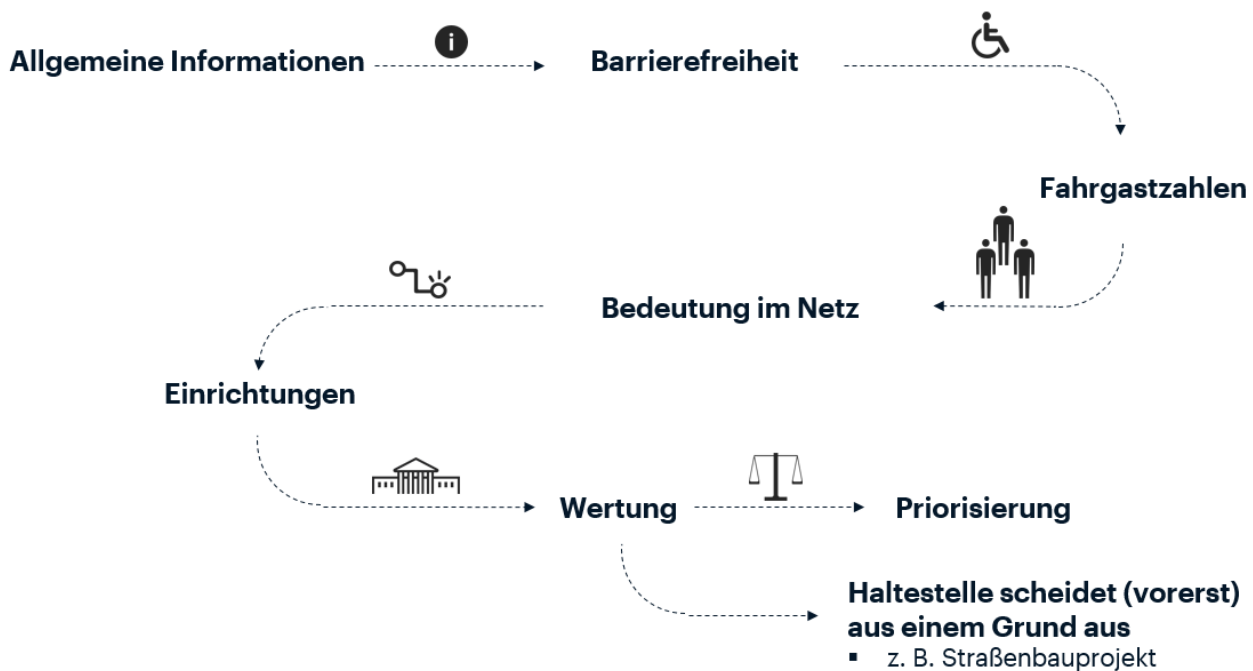 Allgemeine Informationen
Barrierefreiheit
Fahrgastzahlen
Bedeutung im Netz
Einrichtungen
Wertung
Priorisierung
Haltestelle scheidet (vorerst)
aus einem Grund aus
▪ z. B. Straßenbauprojekt